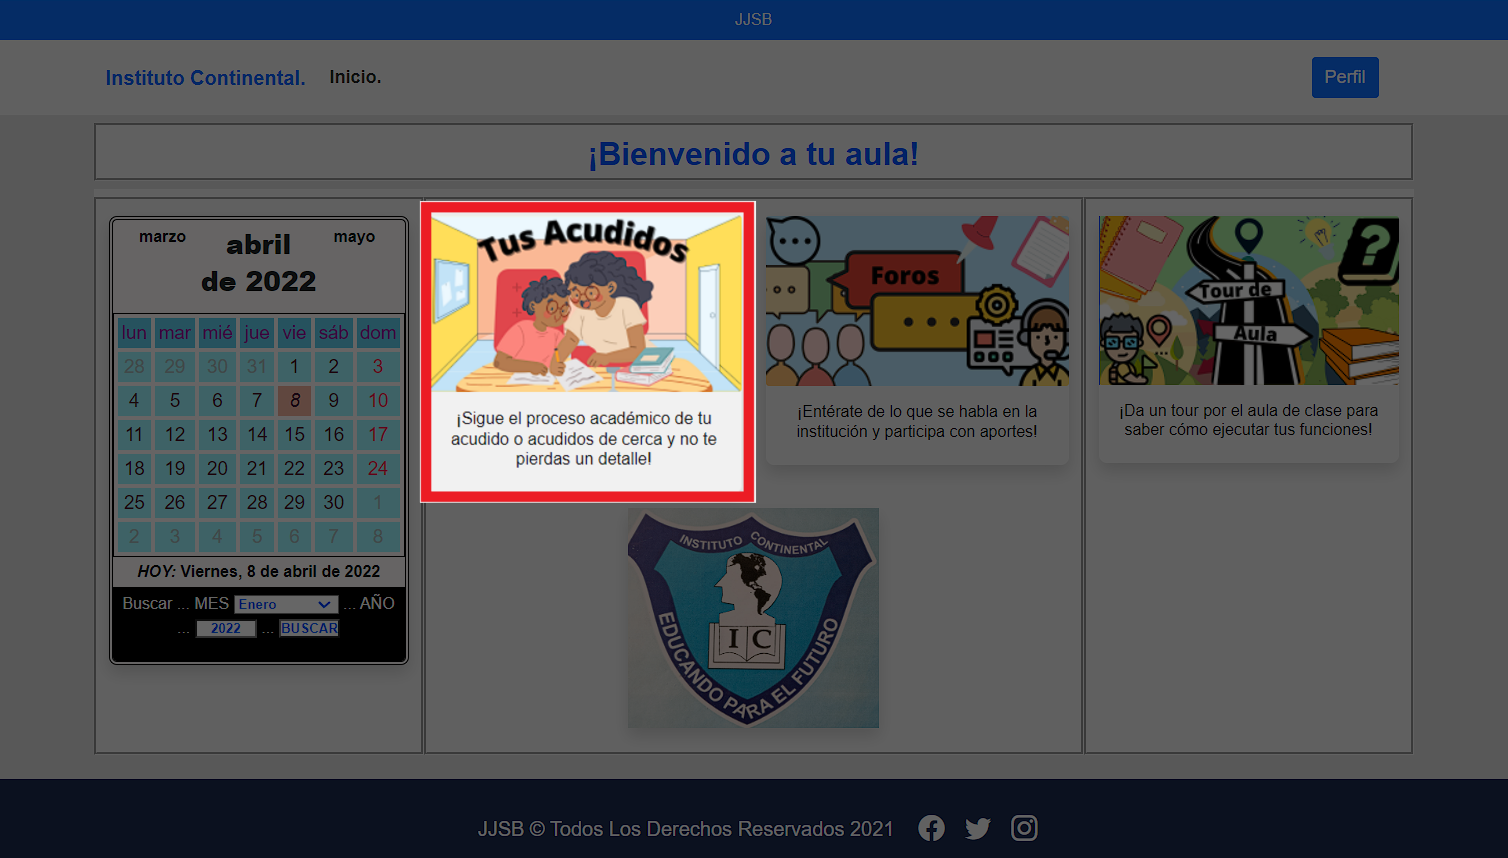 JJSB
Instituto Continental.
Inicio.
Perfil
¡Bienvenido a tu aula!
marzo
abril
de 2022
mayo
lun mar mié jue vie sáb dom
28 29 30 31 1 2 3
4 5 6 7 8 9 10
11 12 13 14 15 16 17
18 19 20 21 22 23 24
25 26 27 28 29 30 1
2 3 4 5 6 7 8
HOY: Viernes, 8 de abril de 2022
Buscar ... MES Enero ... AÑO
... 2022 ... BUSCAR
Tus Acudidos
¡Sigue el proceso académico de tu
acudido o acudidos de cerca y no te
pierdas un detalle!
Foros
¡Entérate de lo que se habla en la
institución y participa con aportes!
Tour de
Aula
¡Da un tour por el aula de clase para
saber cómo ejecutar tus funciones!
INSTITUTO CONTINENTAL
I C
EDUCANDO PARA EL FUTURO
JJSB © Todos Los Derechos Reservados 2021